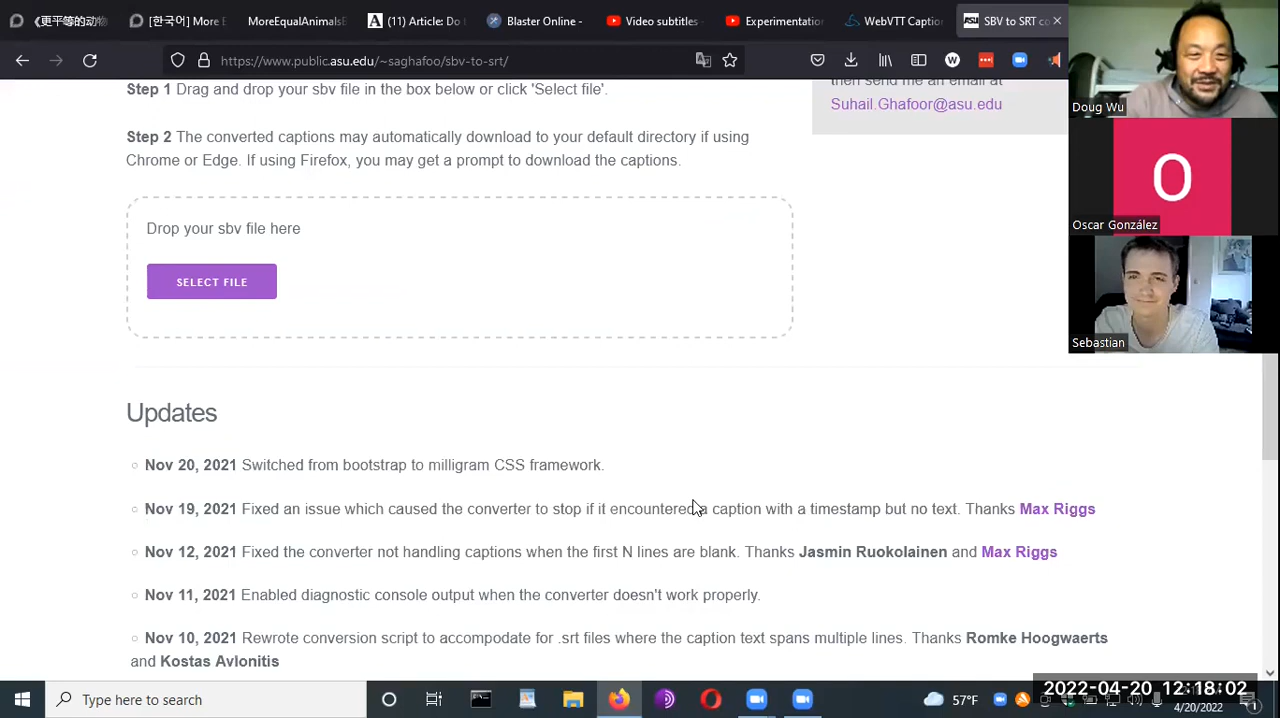 《更平等的动物
[한국어] More E
MoreEqualAnimalsE
(11) Article: Do I
Blaster Online -
Video subtitles -
Experimentation
WebVTT Caption
SBV to SRT co
https://www.public.asu.edu/~saghafoo/sbv-to-srt/
Step 1 Drag and drop your sbv file in the box below or click 'Select file'.
Step 2 The converted captions may automatically download to your default directory if using
Chrome or Edge. If using Firefox, you may get a prompt to download the captions.
Drop your sbv file here
SELECT FILE
then send me an email at
Suhail.Ghafoor@asu.edu
Doug Wu
O
Oscar González
Sebastian
Updates
Nov 20, 2021 Switched from bootstrap to milligram CSS framework.
Nov 19, 2021 Fixed an issue which caused the converter to stop if it encountered a caption with a timestamp but no text. Thanks Max Riggs
Nov 12, 2021 Fixed the converter not handling captions when the first N lines are blank. Thanks Jasmin Ruokolainen and Max Riggs
Nov 11, 2021 Enabled diagnostic console output when the converter doesn't work properly.
Nov 10, 2021 Rewrote conversion script to accompodate for .srt files where the caption text spans multiple lines. Thanks Romke Hoogwaerts
and Kostas Avlonitis
Type here to search
57°F
2022-04-20 12:18:02
4/20/2022